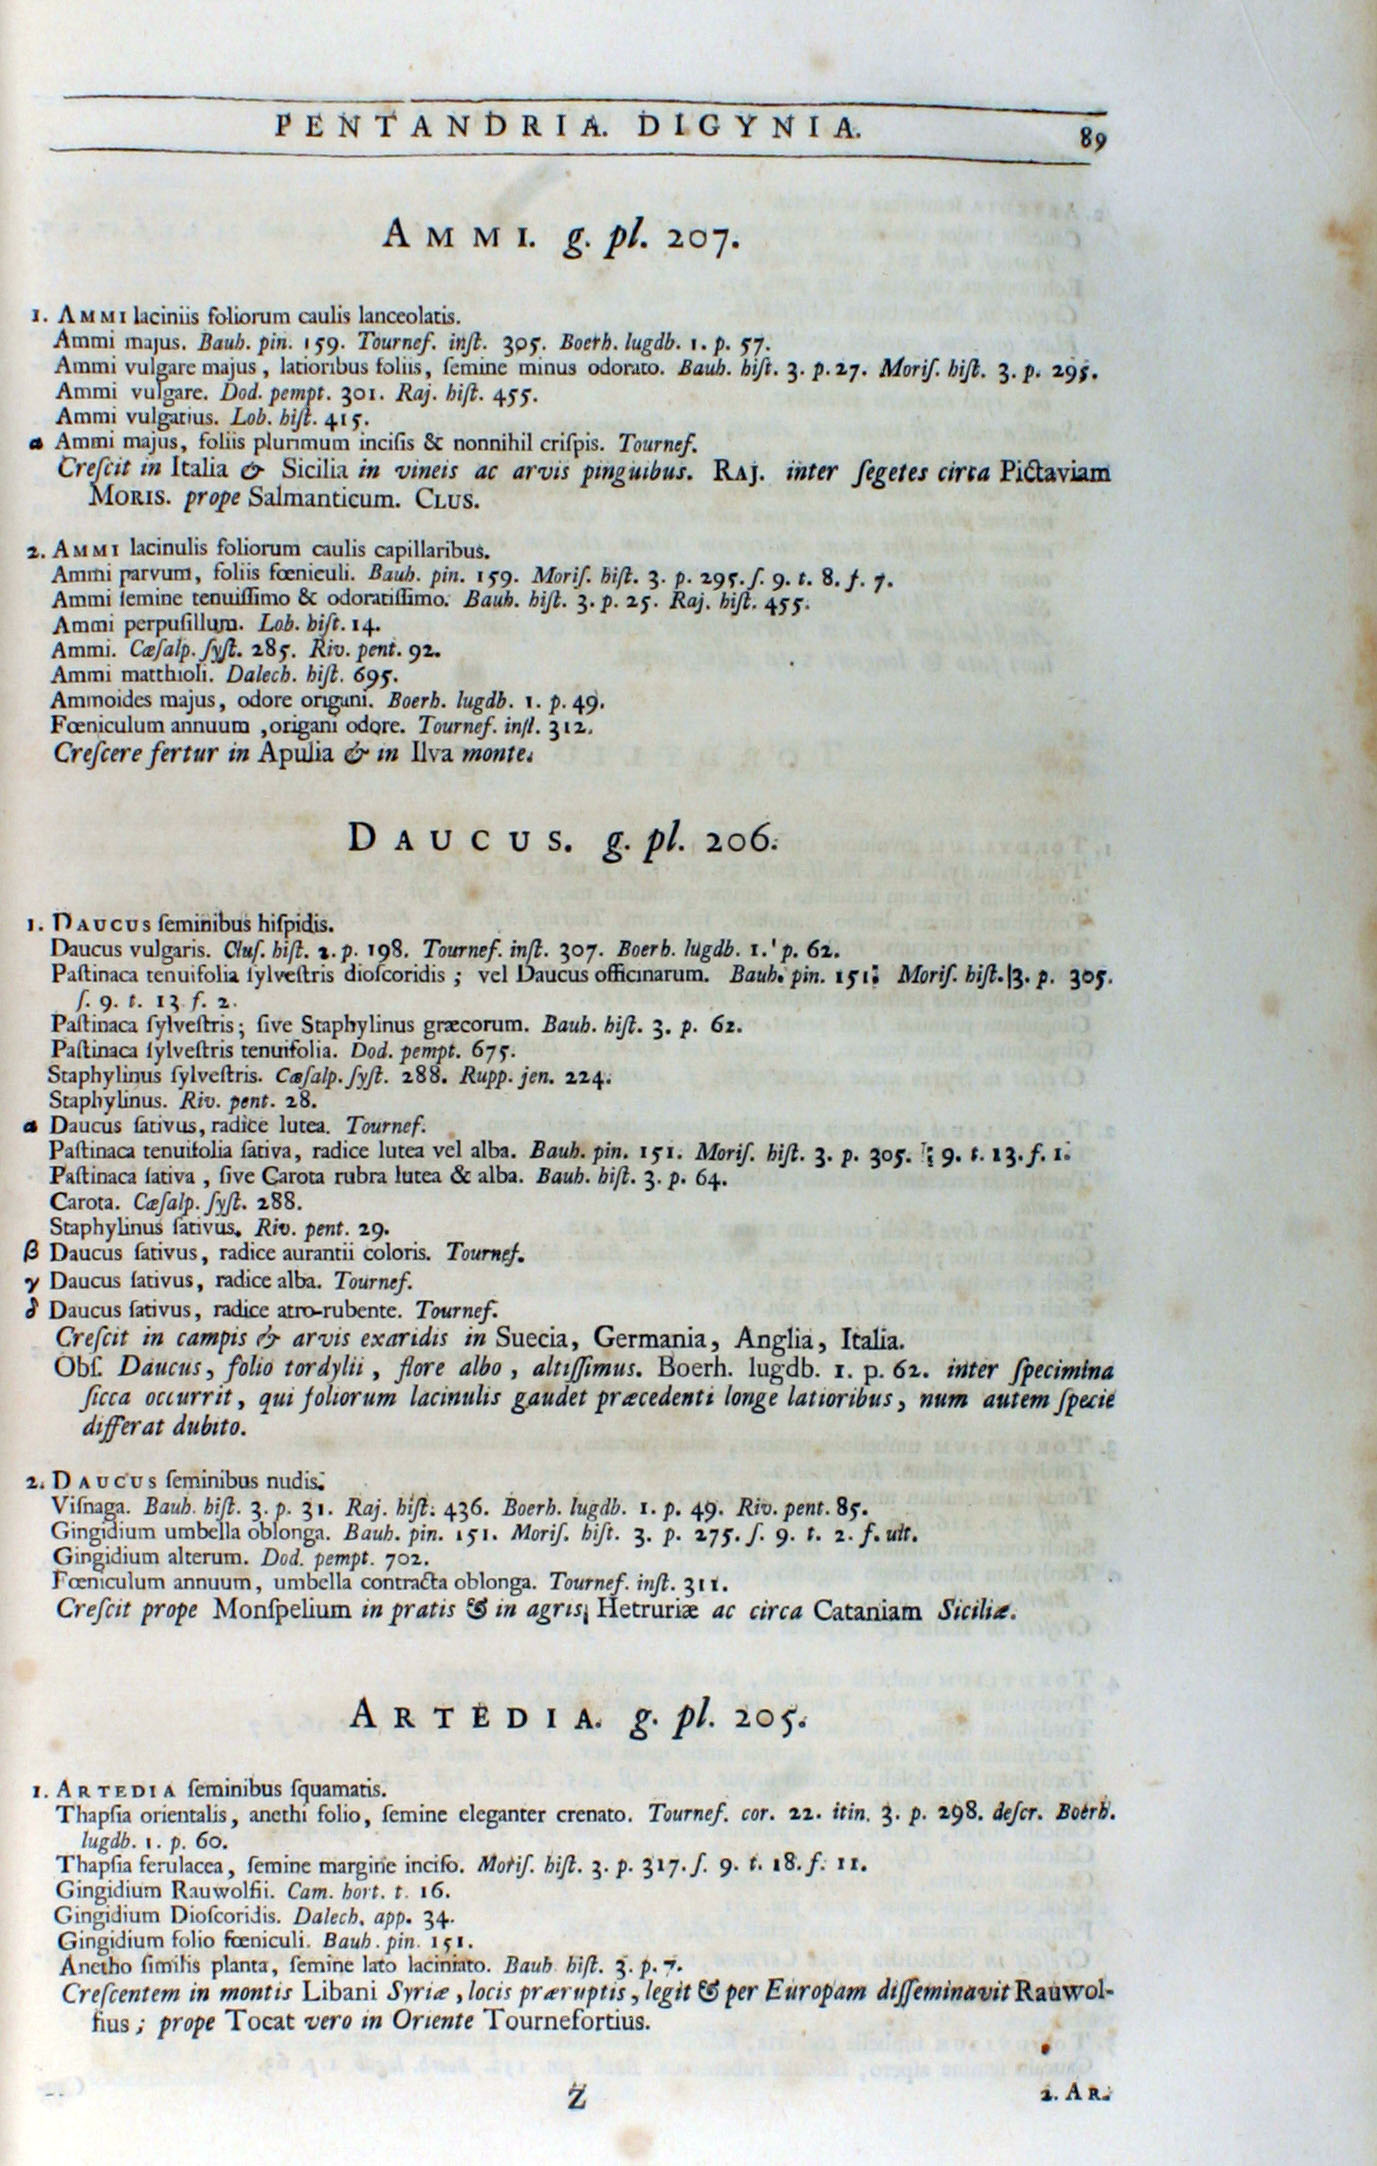 PENTANDRIA. DIGYNIA. 89
AMMI. g. pl. 207.
1. AMMI laciniis foliorum caulis lanceolatis.
Ammi majus. Bauh. pin. 159. Tournef. inſt. 305. Boerh. lugdb. 1. p. 57.
Ammi vulgare majus, latioribus foliis, ſemine minus odorato. Bauh. hiſt. 3. p. 27. Moriſ. hiſt. 3. p. 295.
Ammi vulgare. Dod. pempt. 301. Raj. hiſt. 455.
Ammi vulgatius. Lob. hiſt. 415.
α Ammi majus, foliis plurimum inciſis & nonnihil criſpis. Tournef.
Creſcit in Italia & Sicilia in vineis ac arvis pinguibus. RAJ. inter ſegetes circa Pictaviam
MORIS. prope Salmanticum. CLUS.
2. AMMI lacinulis foliorum caulis capillaribus.
Ammi parvum, foliis fœniculi. Bauh. pin. 159. Moriſ. hiſt. 3. p. 295. ſ. 9. t. 8. f. 7.
Ammi ſemine tenuiſſimo & odoratiſſimo. Bauh. hiſt. 3. p. 25. Raj. hiſt. 455.
Ammi perpuſillum. Lob. hiſt. 14.
Ammi. Cæſalp. ſyſt. 285. Riv. pent. 92.
Ammi matthioli. Dalech. hiſt. 695.
Ammoides majus, odore origani. Boerh. lugdb. 1. p. 49.
Fœniculum annuum, origani odore. Tournef. inſt. 312.
Creſcere fertur in Apulia & in Ilva monte.
DAUCUS. g. pl. 206.
1. DAUCUS ſeminibus hiſpidis.
Daucus vulgaris. Cluſ. hiſt. 2. p. 198. Tournef. inſt. 307. Boerh. lugdb. 1. p. 62.
Paſtinaca tenuifolia ſylveſtris dioſcoridis; vel Daucus officinarum. Bauh. pin. 151. Moriſ. hiſt. 3. p. 305.
ſ. 9. t. 13 f. 2.
Paſtinaca ſylveſtris; ſive Staphylinus græcorum. Bauh. hiſt. 3. p. 62.
Paſtinaca ſylveſtris tenuifolia. Dod. pempt. 675.
Staphylinus ſylveſtris. Cæſalp. ſyſt. 288. Rupp. jen. 224.
Staphylinus. Riv. pent. 28.
α Daucus ſativus, radice lutea. Tournef.
Paſtinaca tenuifolia ſativa, radice lutea vel alba. Bauh. pin. 151. Moriſ. hiſt. 3. p. 305. ſ. 9. t. 13. f. 1.
Paſtinaca ſativa, ſive Carota rubra lutea & alba. Bauh. hiſt. 3. p. 64.
Carota. Cæſalp. ſyſt. 288.
Staphylinus ſativus. Riv. pent. 29.
β Daucus ſativus, radice aurantii coloris. Tournef.
γ Daucus ſativus, radice alba. Tournef.
δ Daucus ſativus, radice atro-rubente. Tournef.
Creſcit in campis & arvis exaridis in Suecia, Germania, Anglia, Italia.
Obſ. Daucus, folio tordylii, flore albo, altiſſimus. Boerh. lugdb. 1. p. 62. inter ſpecimina
ſicca occurrit, qui foliorum lacinulis gaudet præcedenti longe latioribus, num autem ſpecie
differat dubito.
2. DAUCUS ſeminibus nudis.
Viſnaga. Bauh. hiſt. 3. p. 31. Raj. hiſt. 436. Boerh. lugdb. 1. p. 49. Riv. pent. 85.
Gingidium umbella oblonga. Bauh. pin. 151. Moriſ. hiſt. 3. p. 275. ſ. 9. t. 2. f. ult.
Gingidium alterum. Dod. pempt. 702.
Fœniculum annuum, umbella contracta oblonga. Tournef. inſt. 311.
Creſcit prope Monſpelium in pratis & in agris Hetruriæ ac circa Cataniam Siciliæ.
ARTEDIA. g. pl. 205.
1. ARTEDIA ſeminibus ſquamatis.
Thapſia orientalis, anethi folio, ſemine eleganter crenato. Tournef. cor. 22. itin. 3. p. 298. deſcr. Boerh.
lugdb. 1. p. 60.
Thapſia ferulacea, ſemine margine inciſo. Moriſ. hiſt. 3. p. 317. ſ. 9. t. 18. f. 11.
Gingidium Rauwolfii. Cam. hort. t. 16.
Gingidium Dioſcoridis. Dalech. app. 34.
Gingidium folio fœniculi. Bauh. pin. 151.
Anetho ſimilis planta, ſemine lato laciniato. Bauh hiſt. 3. p. 7.
Creſcentem in montis Libani Syriæ, locis præruptis, legit & per Europam diſſeminavit Rauwol-
fius; prope Tocat vero in Oriente Tournefortius.
Z 2. AR.